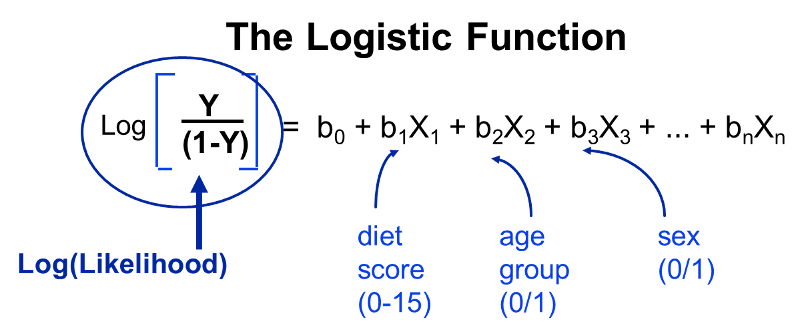 The Logistic Function
Log [ Y / (1-Y) ] = b₀ + b₁X₁ + b₂X₂ + b₃X₃ + ... + bₙXₙ
Log(Likelihood)
diet
score
(0-15)
age
group
(0/1)
sex
(0/1)